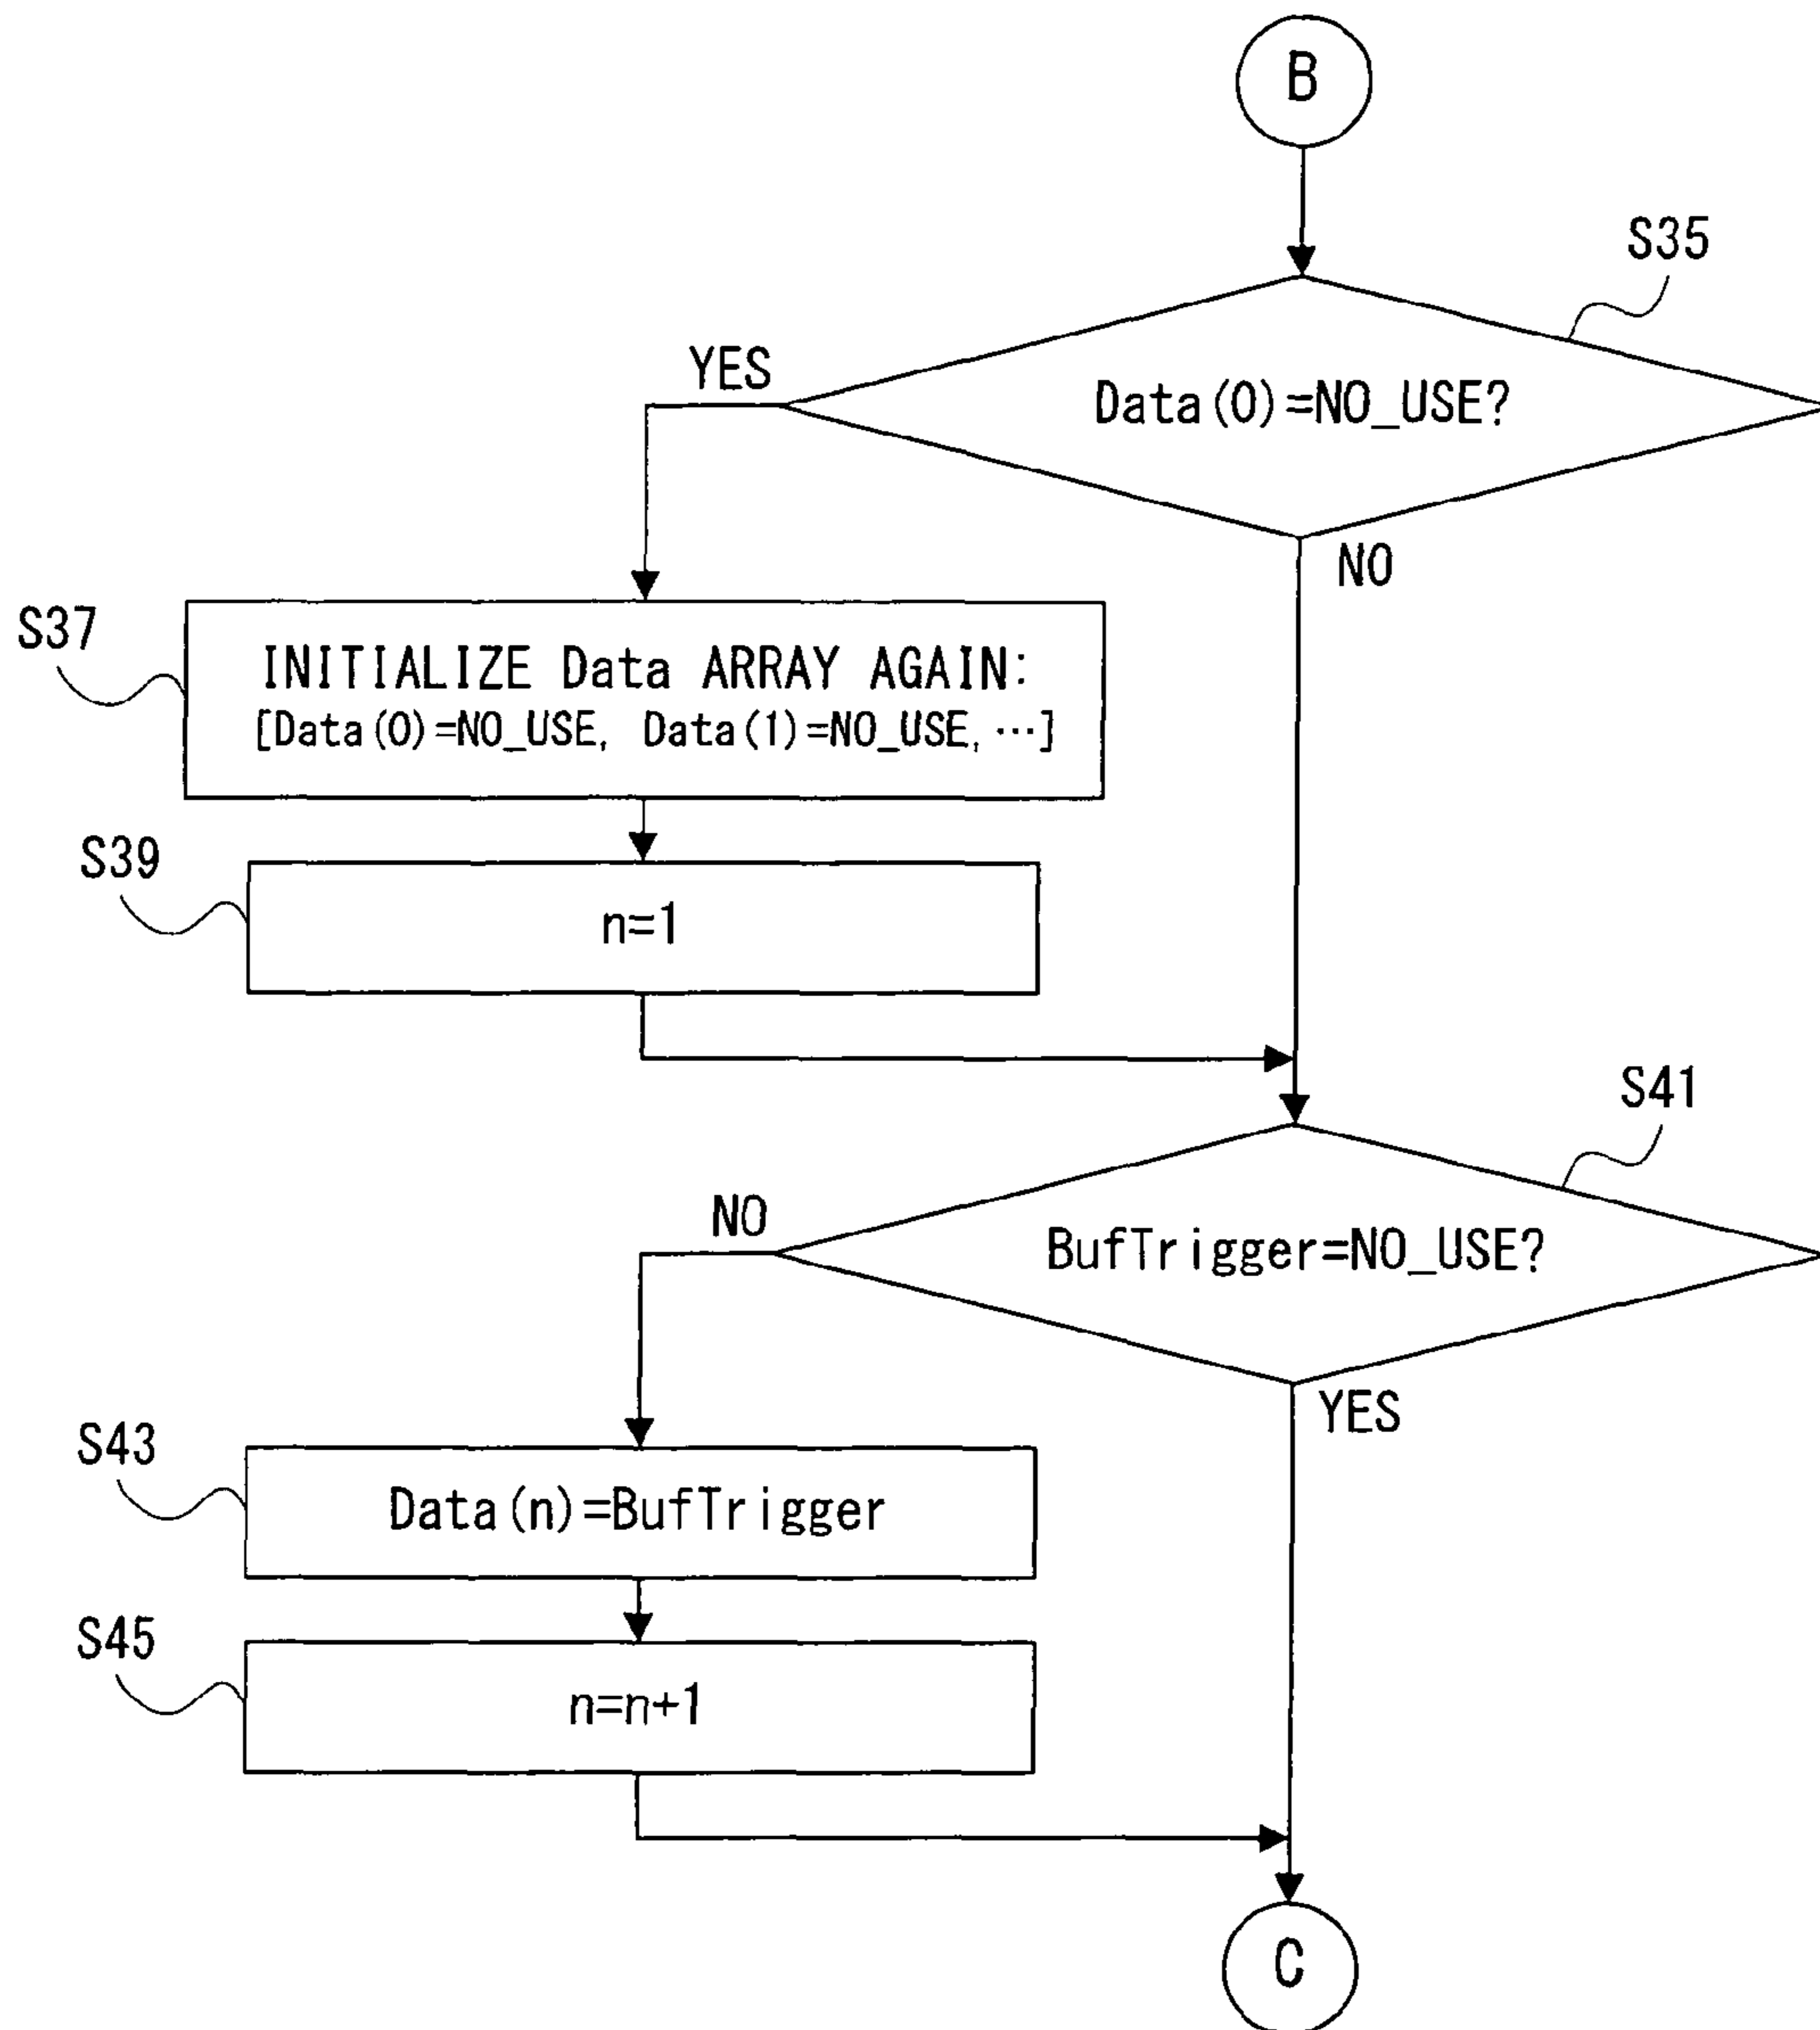 B
S35
YES
Data(0)=NO_USE?
NO
S37
INITIALIZE Data ARRAY AGAIN:
[Data(0)=NO_USE, Data(1)=NO_USE, ···]
S39
n=1
S41
NO
BufTrigger=NO_USE?
YES
S43
Data(n)=BufTrigger
S45
n=n+1
C